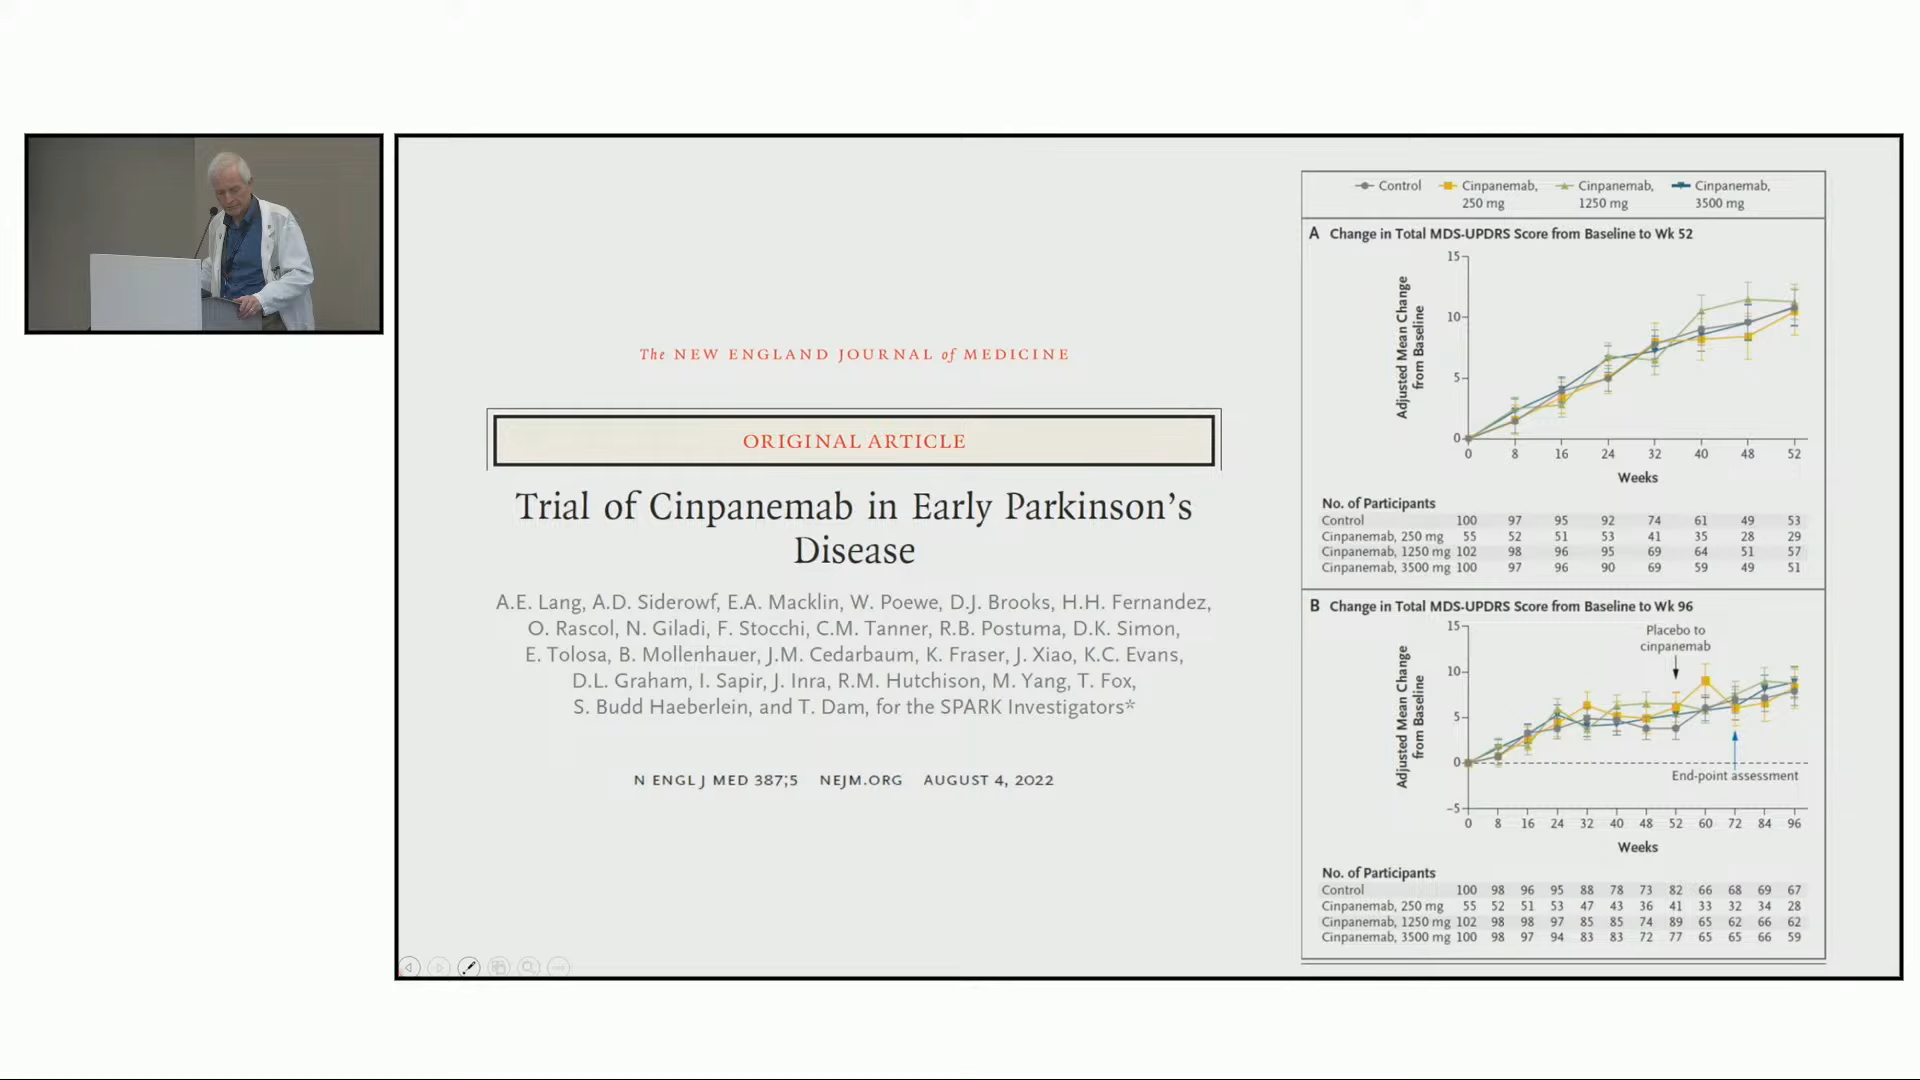 The NEW ENGLAND JOURNAL of MEDICINE
ORIGINAL ARTICLE
Trial of Cinpanemab in Early Parkinson's
Disease
A.E. Lang, A.D. Siderowf, E.A. Macklin, W. Poewe, D.J. Brooks, H.H. Fernandez,
O. Rascol, N. Giladi, F. Stocchi, C.M. Tanner, R.B. Postuma, D.K. Simon,
E. Tolosa, B. Mollenhauer, J.M. Cedarbaum, K. Fraser, J. Xiao, K.C. Evans,
D.L. Graham, I. Sapir, J. Inra, R.M. Hutchison, M. Yang, T. Fox,
S. Budd Haeberlein, and T. Dam, for the SPARK Investigators*
N ENGL J MED 387;5 NEJM.ORG AUGUST 4, 2022
Control Cinpanemab, Cinpanemab, Cinpanemab,
250 mg 1250 mg 3500 mg
A Change in Total MDS-UPDRS Score from Baseline to Wk 52
Adjusted Mean Change
from Baseline
15
10
5
0
0 8 16 24 32 40 48 52
Weeks
No. of Participants
Control 100 97 95 92 74 61 49 53
Cinpanemab, 250 mg 55 52 51 53 41 35 28 29
Cinpanemab, 1250 mg 102 98 96 95 69 64 51 57
Cinpanemab, 3500 mg 100 97 96 90 69 59 49 51
B Change in Total MDS-UPDRS Score from Baseline to Wk 96
Adjusted Mean Change
from Baseline
15
10
5
0
-5
Placebo to
cinpanemab
End-point assessment
0 8 16 24 32 40 48 52 60 72 84 96
Weeks
No. of Participants
Control 100 98 96 95 88 78 73 82 66 68 69 67
Cinpanemab, 250 mg 55 52 51 53 47 43 36 41 33 32 34 28
Cinpanemab, 1250 mg 102 98 98 97 85 85 74 89 65 62 66 62
Cinpanemab, 3500 mg 100 98 97 94 83 83 72 77 65 65 66 59